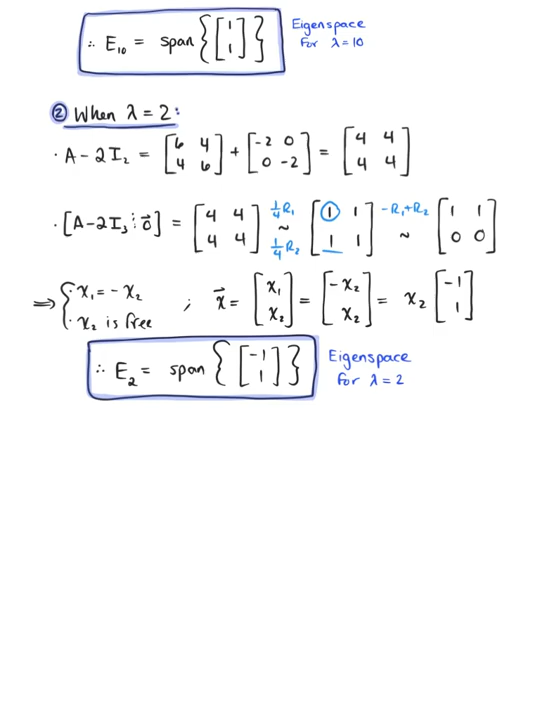 ∴ E₁₀ = span { [1; 1] } Eigenspace for λ=10
② When λ = 2:
· A − 2I₂ = [6 4; 4 6] + [−2 0; 0 −2] = [4 4; 4 4]
· [A−2I₃ ⋮ 0⃗] = [4 4; 4 4] ¼R₁ ~ ¼R₂ [1 1; 1 1] −R₁+R₂ ~ [1 1; 0 0]
⟹ { · x₁ = −x₂ · x₂ is free ; x⃗ = [x₁; x₂] = [−x₂; x₂] = x₂ [−1; 1]
∴ E₂ = span { [−1; 1] } Eigenspace for λ = 2